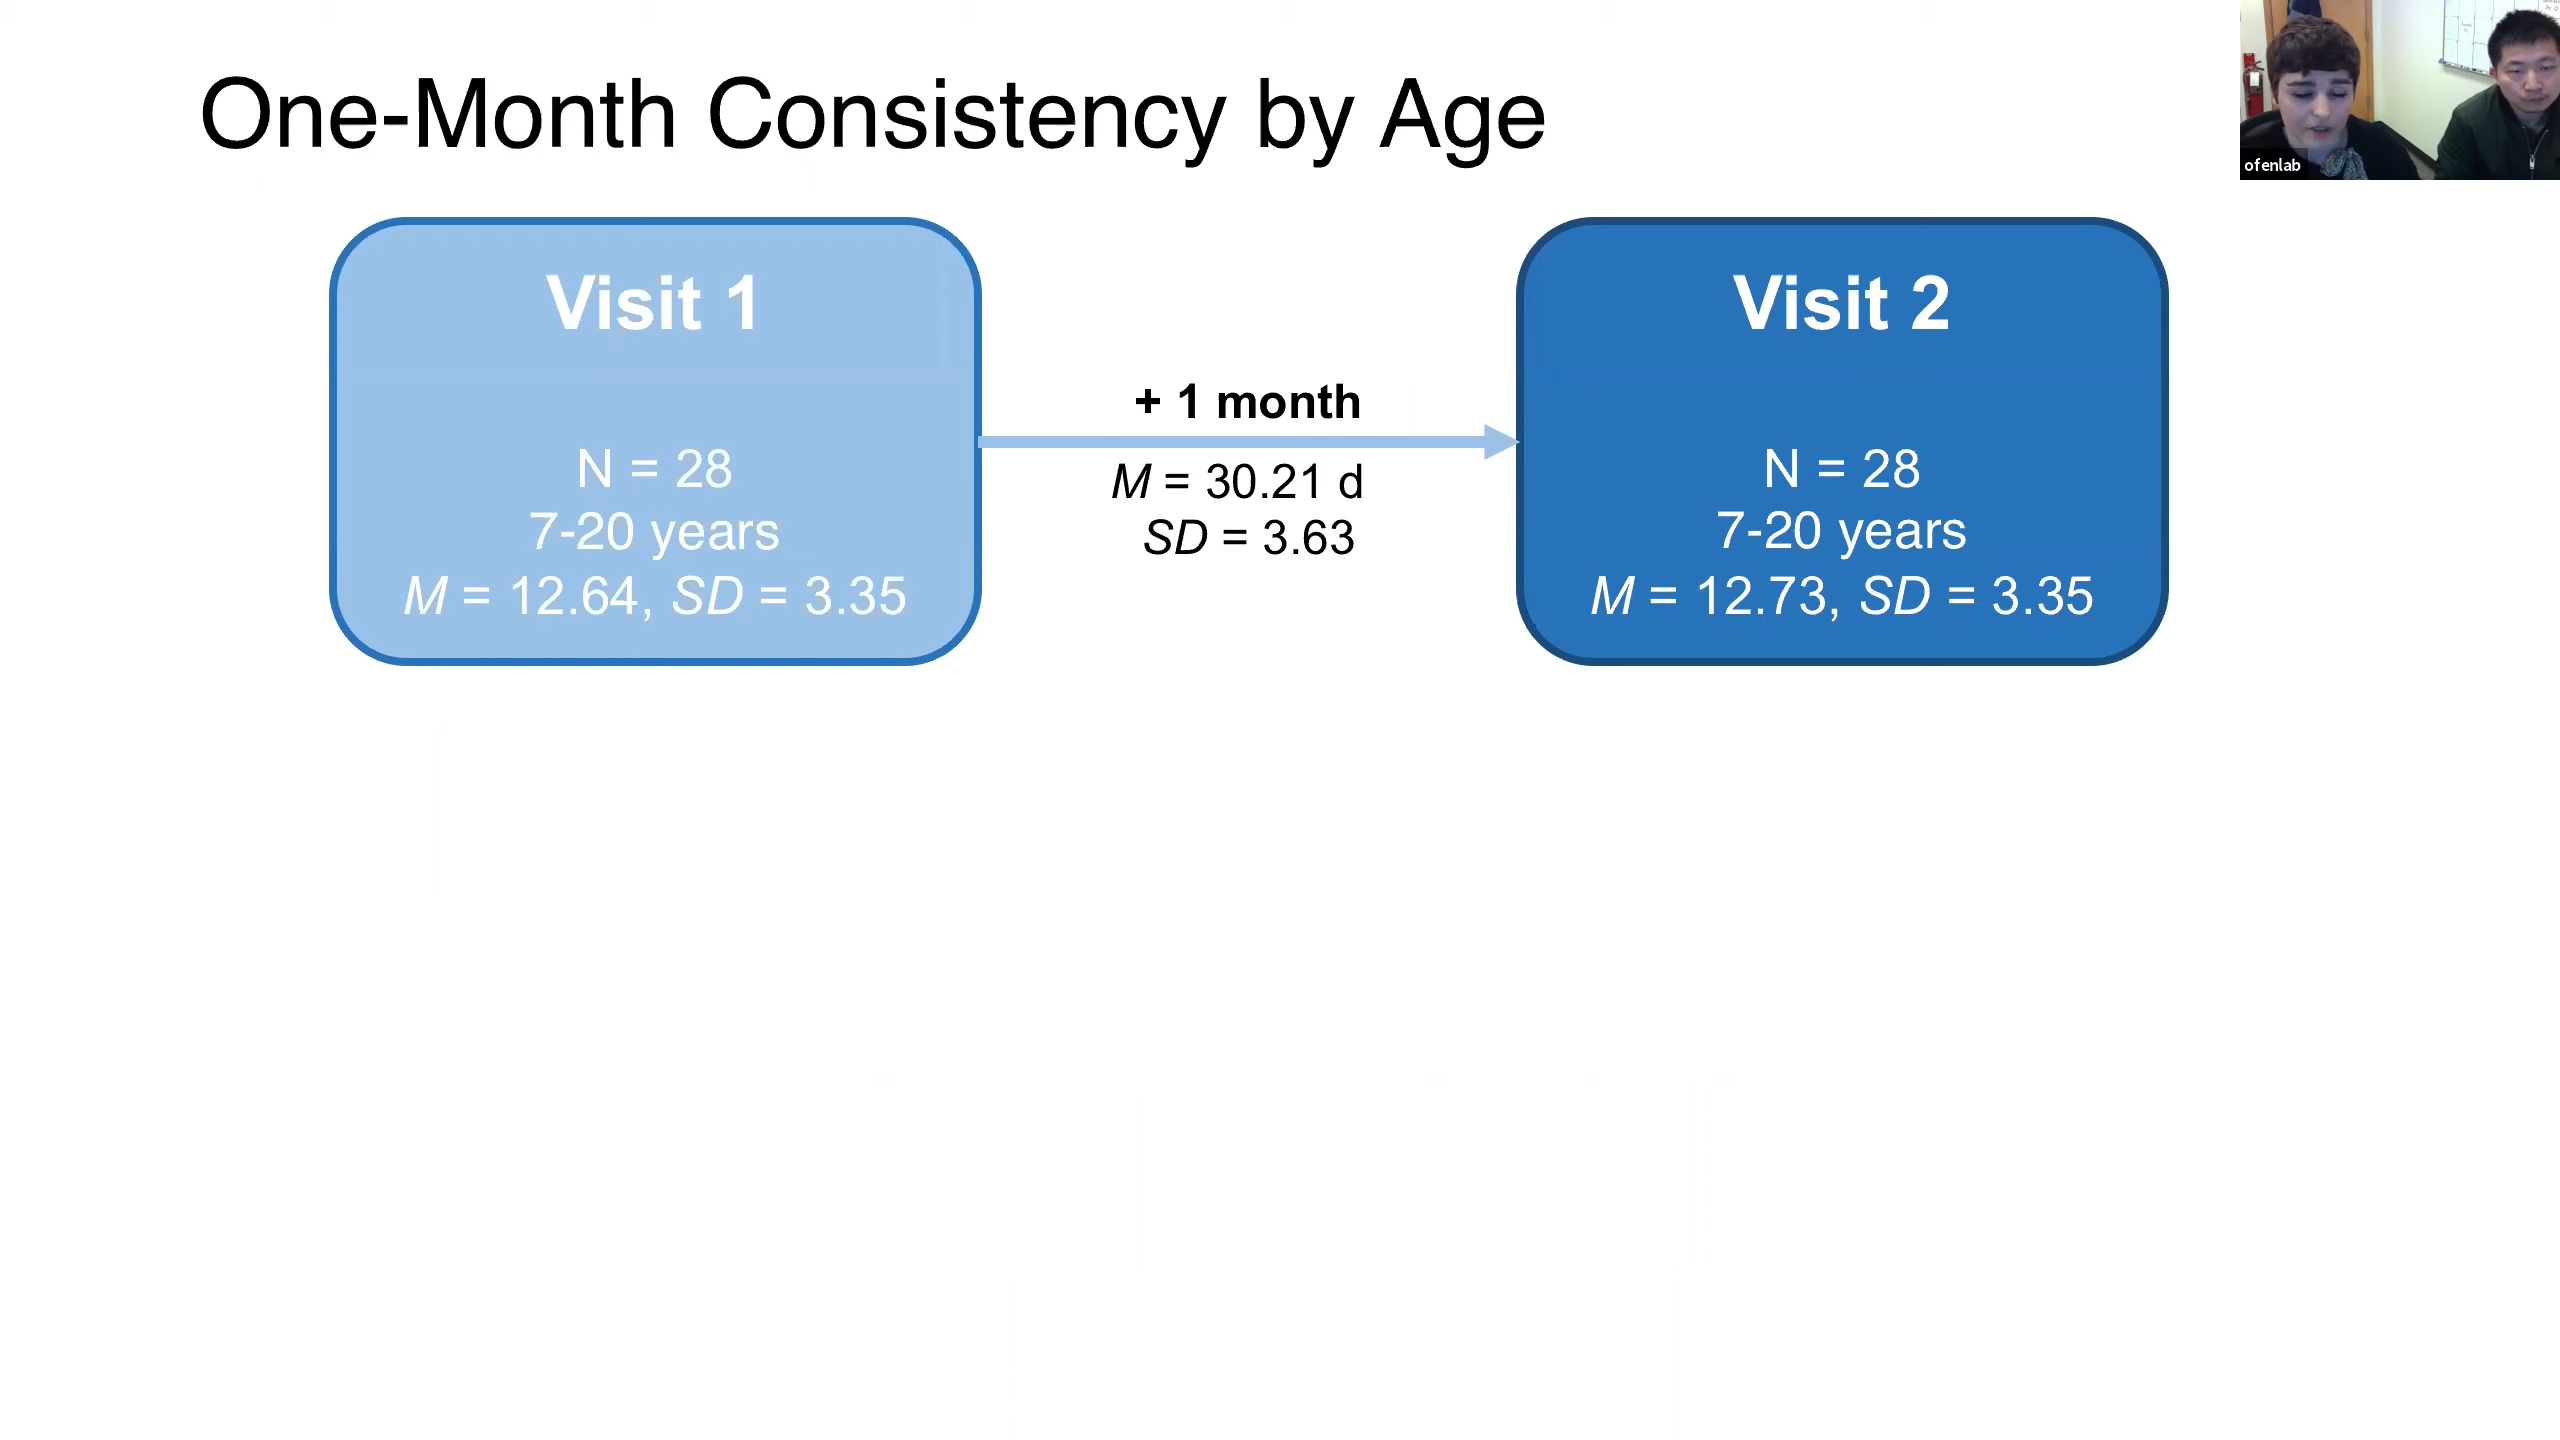 One-Month Consistency by Age
ofenlab
Visit 1
N = 28
7-20 years
M = 12.64, SD = 3.35
+ 1 month
M = 30.21 d
SD = 3.63
Visit 2
N = 28
7-20 years
M = 12.73, SD = 3.35